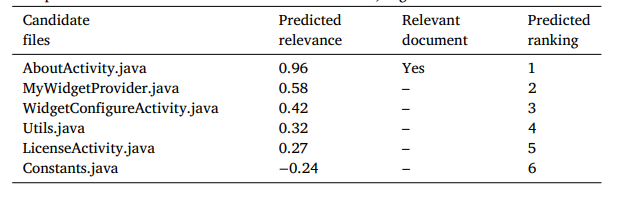 Candidate files Predicted relevance Relevant document Predicted ranking
AboutActivity.java 0.96 Yes 1
MyWidgetProvider.java 0.58 – 2
WidgetConfigureActivity.java 0.42 – 3
Utils.java 0.32 – 4
LicenseActivity.java 0.27 – 5
Constants.java −0.24 – 6